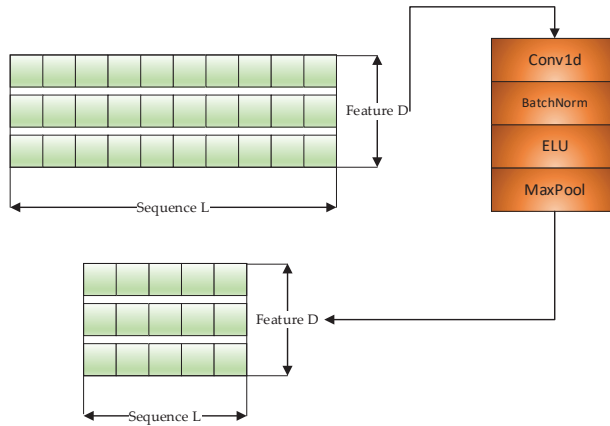 Feature D
Sequence L
Conv1d
BatchNorm
ELU
MaxPool
Feature D
Sequence L